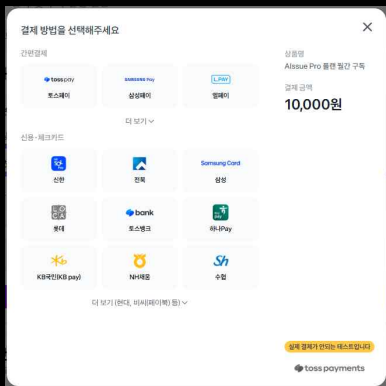 결제 방법을 선택해주세요
간편결제
toss pay
SAMSUNG Pay
L.PAY
토스페이
삼성페이
엘페이
더 보기
신용·체크카드
Samsung Card
신한
전북
삼성
LOCA
bank
pay
롯데
토스뱅크
하나Pay
Sh
KB국민(KB pay)
NH채움
수협
더 보기 (현대, 비씨(페이북) 등)
상품명
AIssue Pro 플랜 월간 구독
결제 금액
10,000원
실제 결제가 안되는 테스트입니다
toss payments